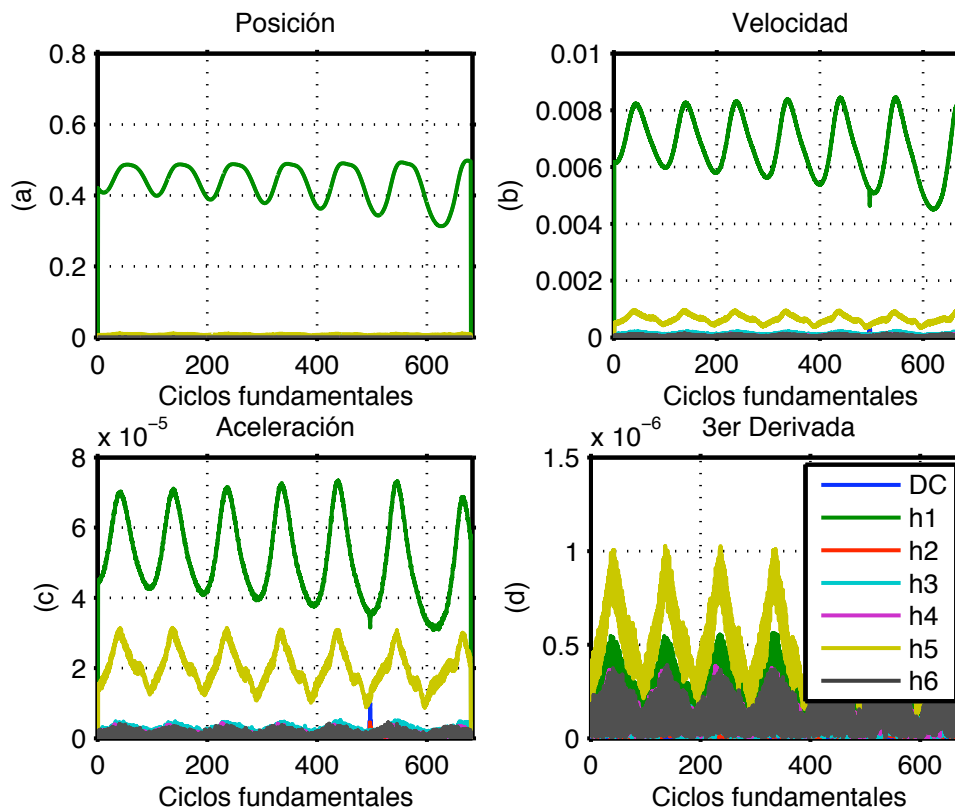 Posición
0.8
0.6
0.4
0.2
0
0 200 400 600
(a)
Ciclos fundamentales
Velocidad
0.01
0.008
0.006
0.004
0.002
0
0 200 400 600
(b)
Ciclos fundamentales
x 10⁻⁵
Aceleración
8
6
4
2
0
0 200 400 600
(c)
Ciclos fundamentales
x 10⁻⁶
3er Derivada
1.5
1
0.5
0
0 200 400 600
(d)
Ciclos fundamentales
DC
h1
h2
h3
h4
h5
h6